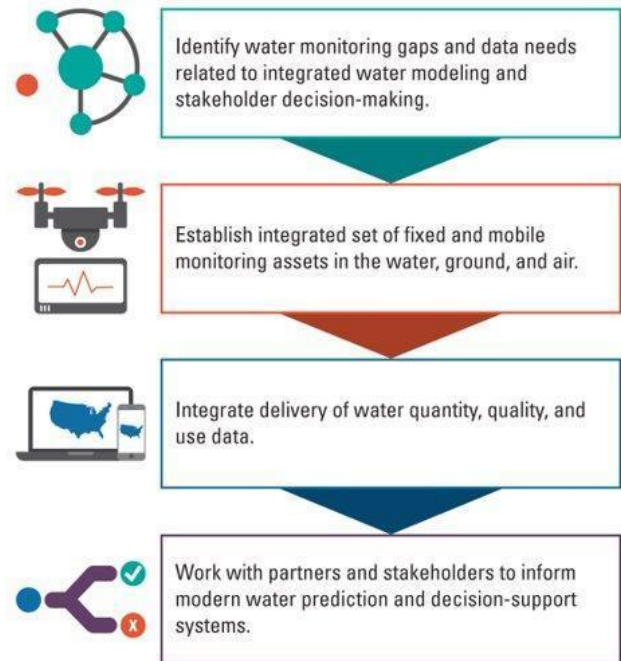 Identify water monitoring gaps and data needs
related to integrated water modeling and
stakeholder decision-making.
Establish integrated set of fixed and mobile
monitoring assets in the water, ground, and air.
Integrate delivery of water quantity, quality, and
use data.
Work with partners and stakeholders to inform
modern water prediction and decision-support
systems.